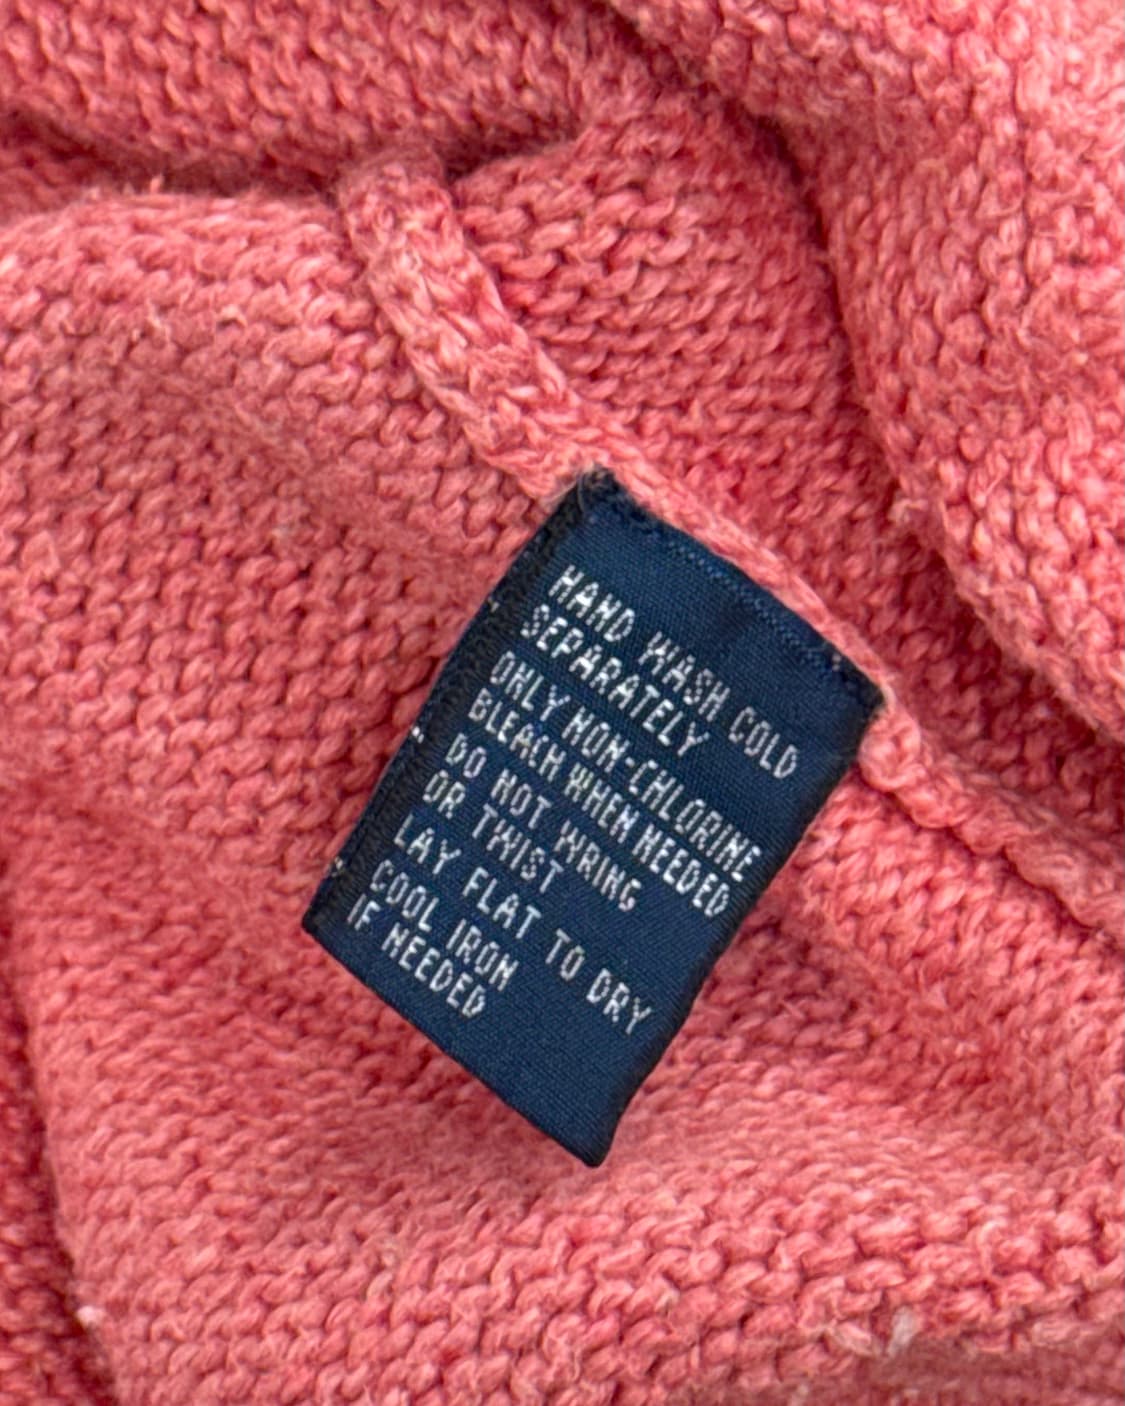 HAND WASH COLD
SEPARATELY
ONLY NON-CHLORINE
BLEACH WHEN NEEDED
DO NOT WRING
OR TWIST
LAY FLAT TO DRY
COOL IRON
IF NEEDED